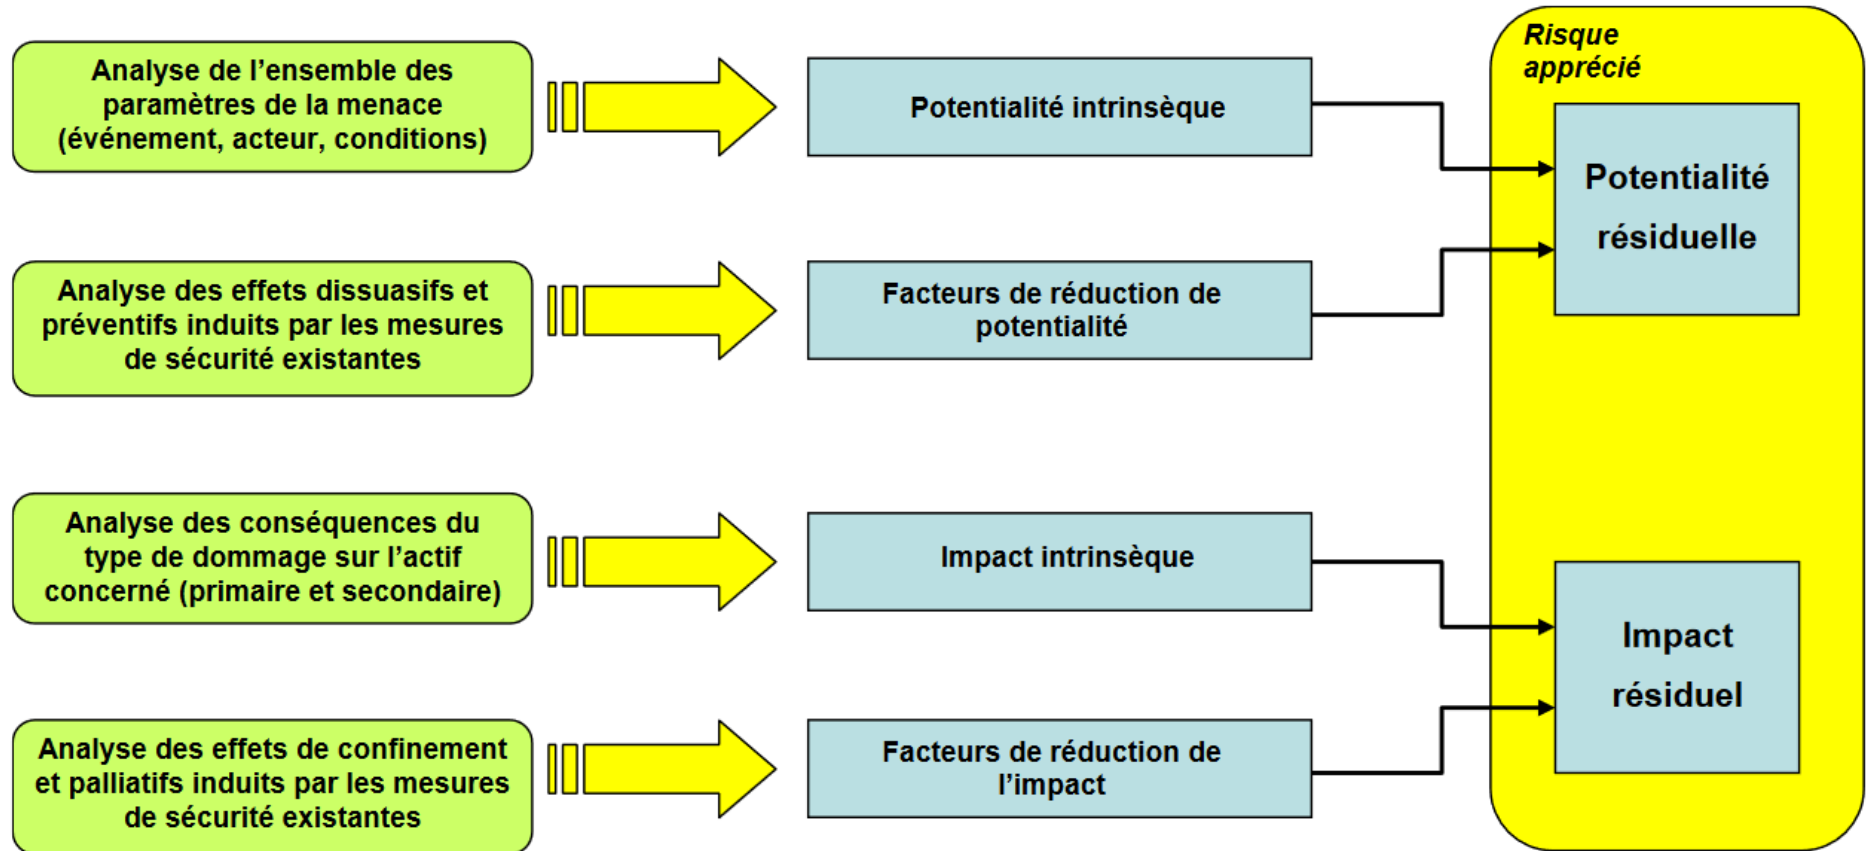 Analyse de l’ensemble des
paramètres de la menace
(événement, acteur, conditions)
Potentialité intrinsèque
Risque
apprécié
Potentialité
résiduelle
Analyse des effets dissuasifs et
préventifs induits par les mesures
de sécurité existantes
Facteurs de réduction de
potentialité
Analyse des conséquences du
type de dommage sur l’actif
concerné (primaire et secondaire)
Impact intrinsèque
Impact
résiduel
Analyse des effets de confinement
et palliatifs induits par les mesures
de sécurité existantes
Facteurs de réduction de
l’impact